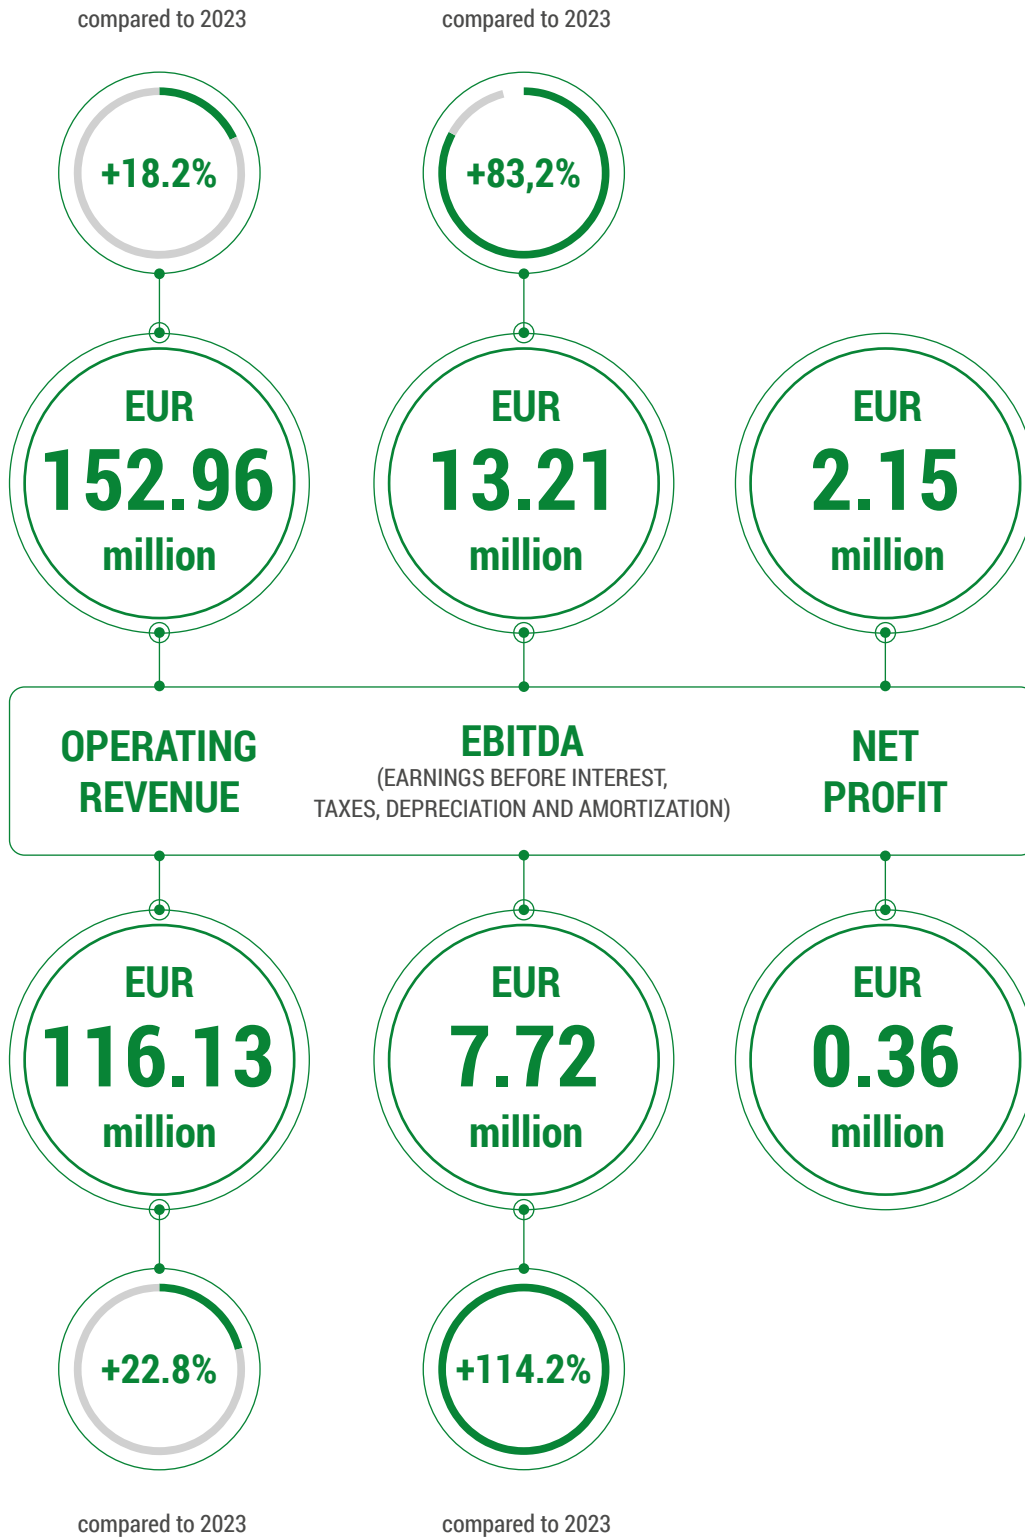 compared to 2023
compared to 2023
+18.2%
+83,2%
EUR
152.96
million
EUR
13.21
million
EUR
2.15
million
OPERATING
REVENUE
EBITDA
(EARNINGS BEFORE INTEREST,
TAXES, DEPRECIATION AND AMORTIZATION)
NET
PROFIT
EUR
116.13
million
EUR
7.72
million
EUR
0.36
million
+22.8%
+114.2%
compared to 2023
compared to 2023